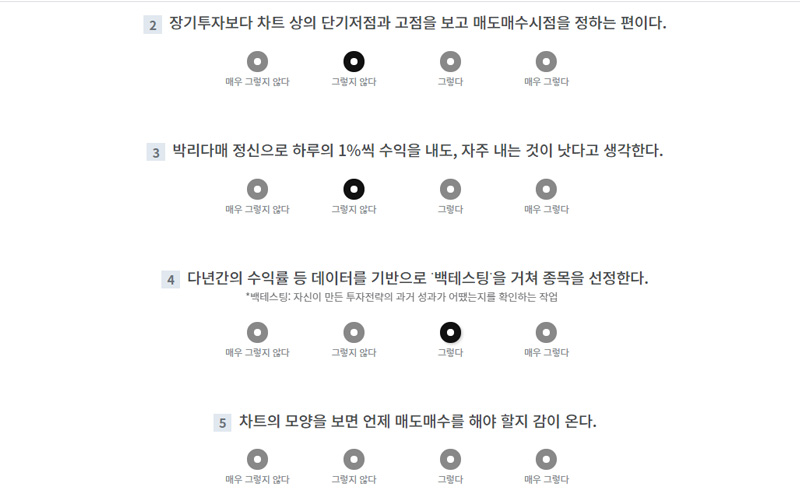 2 장기투자보다 차트 상의 단기저점과 고점을 보고 매도매수시점을 정하는 편이다.
매우 그렇지 않다 그렇지 않다 그렇다 매우 그렇다
3 박리다매 정신으로 하루의 1%씩 수익을 내도, 자주 내는 것이 낫다고 생각한다.
매우 그렇지 않다 그렇지 않다 그렇다 매우 그렇다
4 다년간의 수익률 등 데이터를 기반으로 '백테스팅'을 거쳐 종목을 선정한다.
*백테스팅: 자신이 만든 투자전략의 과거 성과가 어땠는지를 확인하는 작업
매우 그렇지 않다 그렇지 않다 그렇다 매우 그렇다
5 차트의 모양을 보면 언제 매도매수를 해야 할지 감이 온다.
매우 그렇지 않다 그렇지 않다 그렇다 매우 그렇다